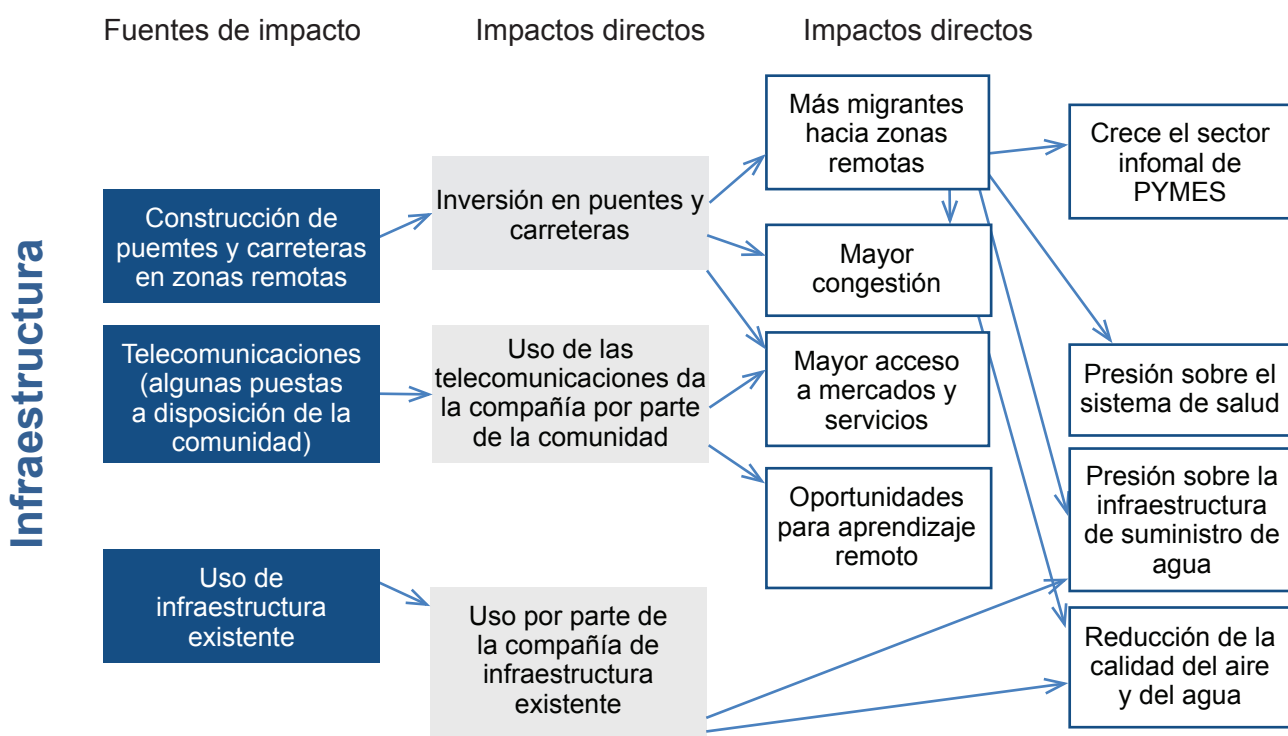 Fuentes de impacto
Impactos directos
Impactos directos
Infraestructura
Construcción de
puemtes y carreteras
en zonas remotas
Telecomunicaciones
(algunas puestas
a disposición de la
comunidad)
Uso de
infraestructura
existente
Inversión en puentes y
carreteras
Uso de las
telecomunicaciones da
la compañía por parte
de la comunidad
Uso por parte de
la compañía de
infraestructura
existente
Más migrantes
hacia zonas
remotas
Mayor
congestión
Mayor acceso
a mercados y
servicios
Oportunidades
para aprendizaje
remoto
Crece el sector
infomal de
PYMES
Presión sobre el
sistema de salud
Presión sobre la
infraestructura
de suministro de
agua
Reducción de la
calidad del aire
y del agua